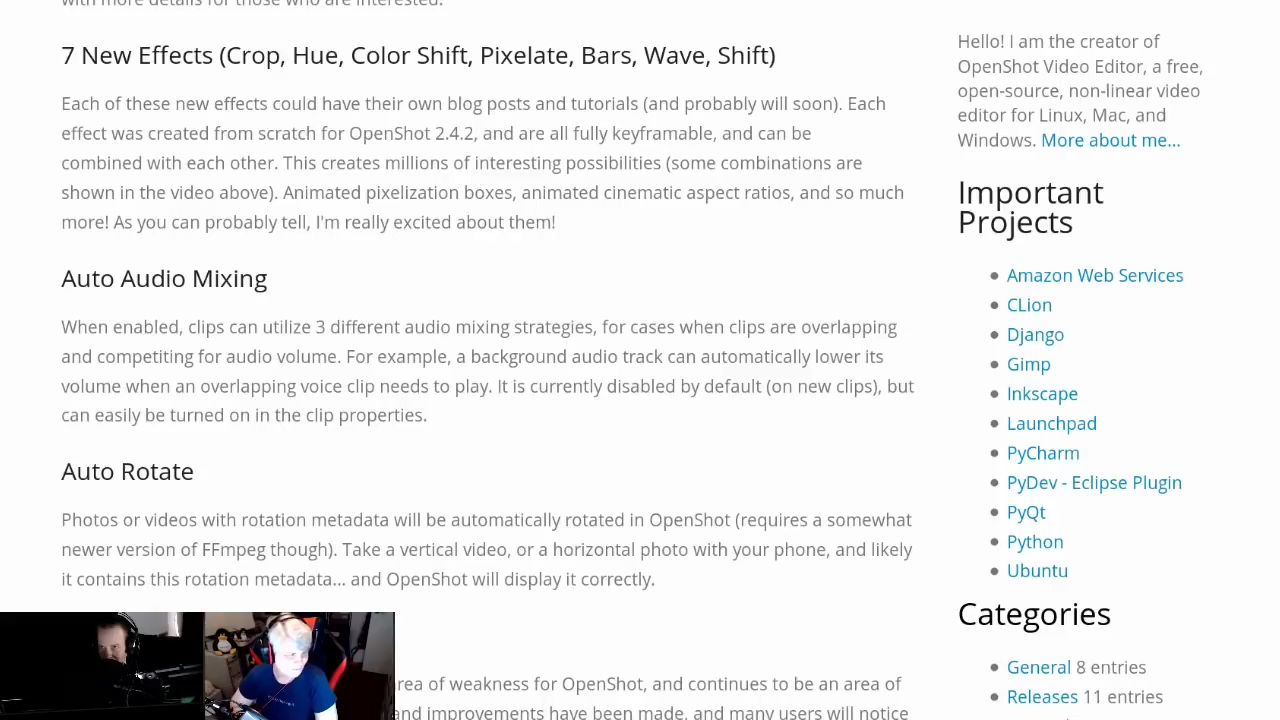 with more details for those who are interested.
7 New Effects (Crop, Hue, Color Shift, Pixelate, Bars, Wave, Shift)
Each of these new effects could have their own blog posts and tutorials (and probably will soon). Each
effect was created from scratch for OpenShot 2.4.2, and are all fully keyframable, and can be
combined with each other. This creates millions of interesting possibilities (some combinations are
shown in the video above). Animated pixelization boxes, animated cinematic aspect ratios, and so much
more! As you can probably tell, I'm really excited about them!
Auto Audio Mixing
When enabled, clips can utilize 3 different audio mixing strategies, for cases when clips are overlapping
and competiting for audio volume. For example, a background audio track can automatically lower its
volume when an overlapping voice clip needs to play. It is currently disabled by default (on new clips), but
can easily be turned on in the clip properties.
Auto Rotate
Photos or videos with rotation metadata will be automatically rotated in OpenShot (requires a somewhat
newer version of FFmpeg though). Take a vertical video, or a horizontal photo with your phone, and likely
it contains this rotation metadata... and OpenShot will display it correctly.
area of weakness for OpenShot, and continues to be an area of
and improvements have been made, and many users will notice
Hello! I am the creator of
OpenShot Video Editor, a free,
open-source, non-linear video
editor for Linux, Mac, and
Windows. More about me...
Important
Projects
Amazon Web Services
CLion
Django
Gimp
Inkscape
Launchpad
PyCharm
PyDev - Eclipse Plugin
PyQt
Python
Ubuntu
Categories
General 8 entries
Releases 11 entries